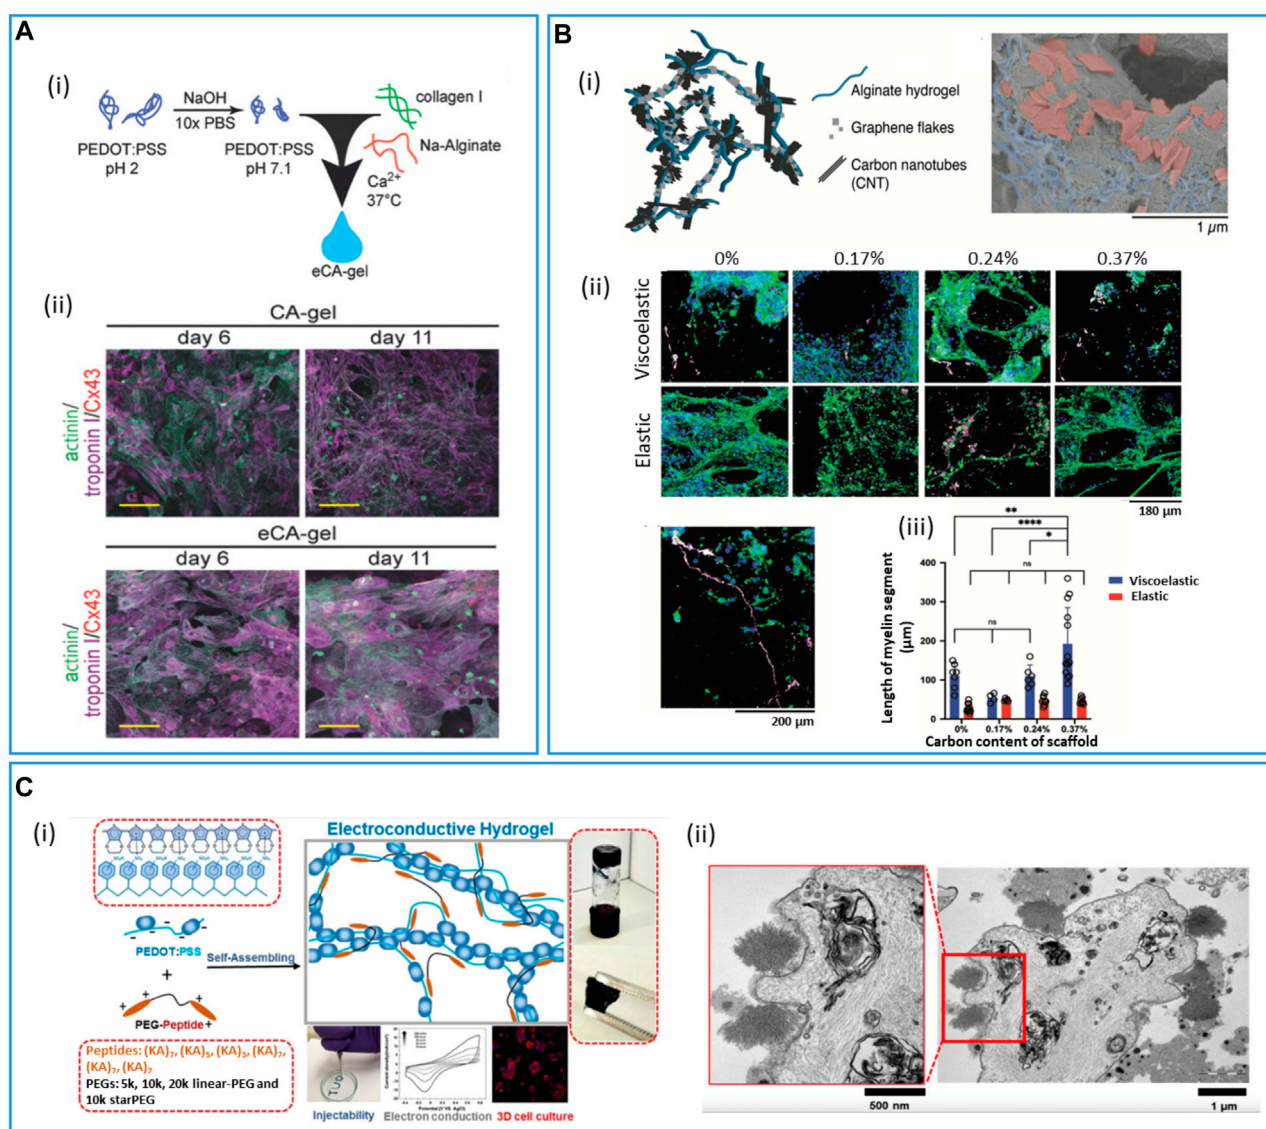 A
(i)
NaOH
10x PBS
collagen I
PEDOT:PSS
pH 2
PEDOT:PSS
pH 7.1
Na-Alginate
Ca2+
37°C
eCA-gel
(ii)
CA-gel
day 6
day 11
actinin/
troponin I/Cx43
eCA-gel
day 6
day 11
actinin/
troponin I/Cx43
B
(i)
Alginate hydrogel
Graphene flakes
Carbon nanotubes
(CNT)
1 µm
(ii)
0%
0.17%
0.24%
0.37%
Viscoelastic
Elastic
180 µm
200 µm
(iii)
**
****
*
ns
ns
Viscoelastic
Elastic
Length of myelin segment
(µm)
400
300
200
100
0
0%
0.17%
0.24%
0.37%
Carbon content of scaffold
C
(i)
Electroconductive Hydrogel
PEDOT:PSS
+
Self-Assembling
PEG-Peptide
Peptides: (KA)7, (KA)5, (KA)3, (KA)7,
(KA)7, (KA)7
PEGs: 5k, 10k, 20k linear-PEG and
10k starPEG
Injectability
Electron conduction
3D cell culture
Potential (V VS. AgCl)
(ii)
500 nm
1 µm